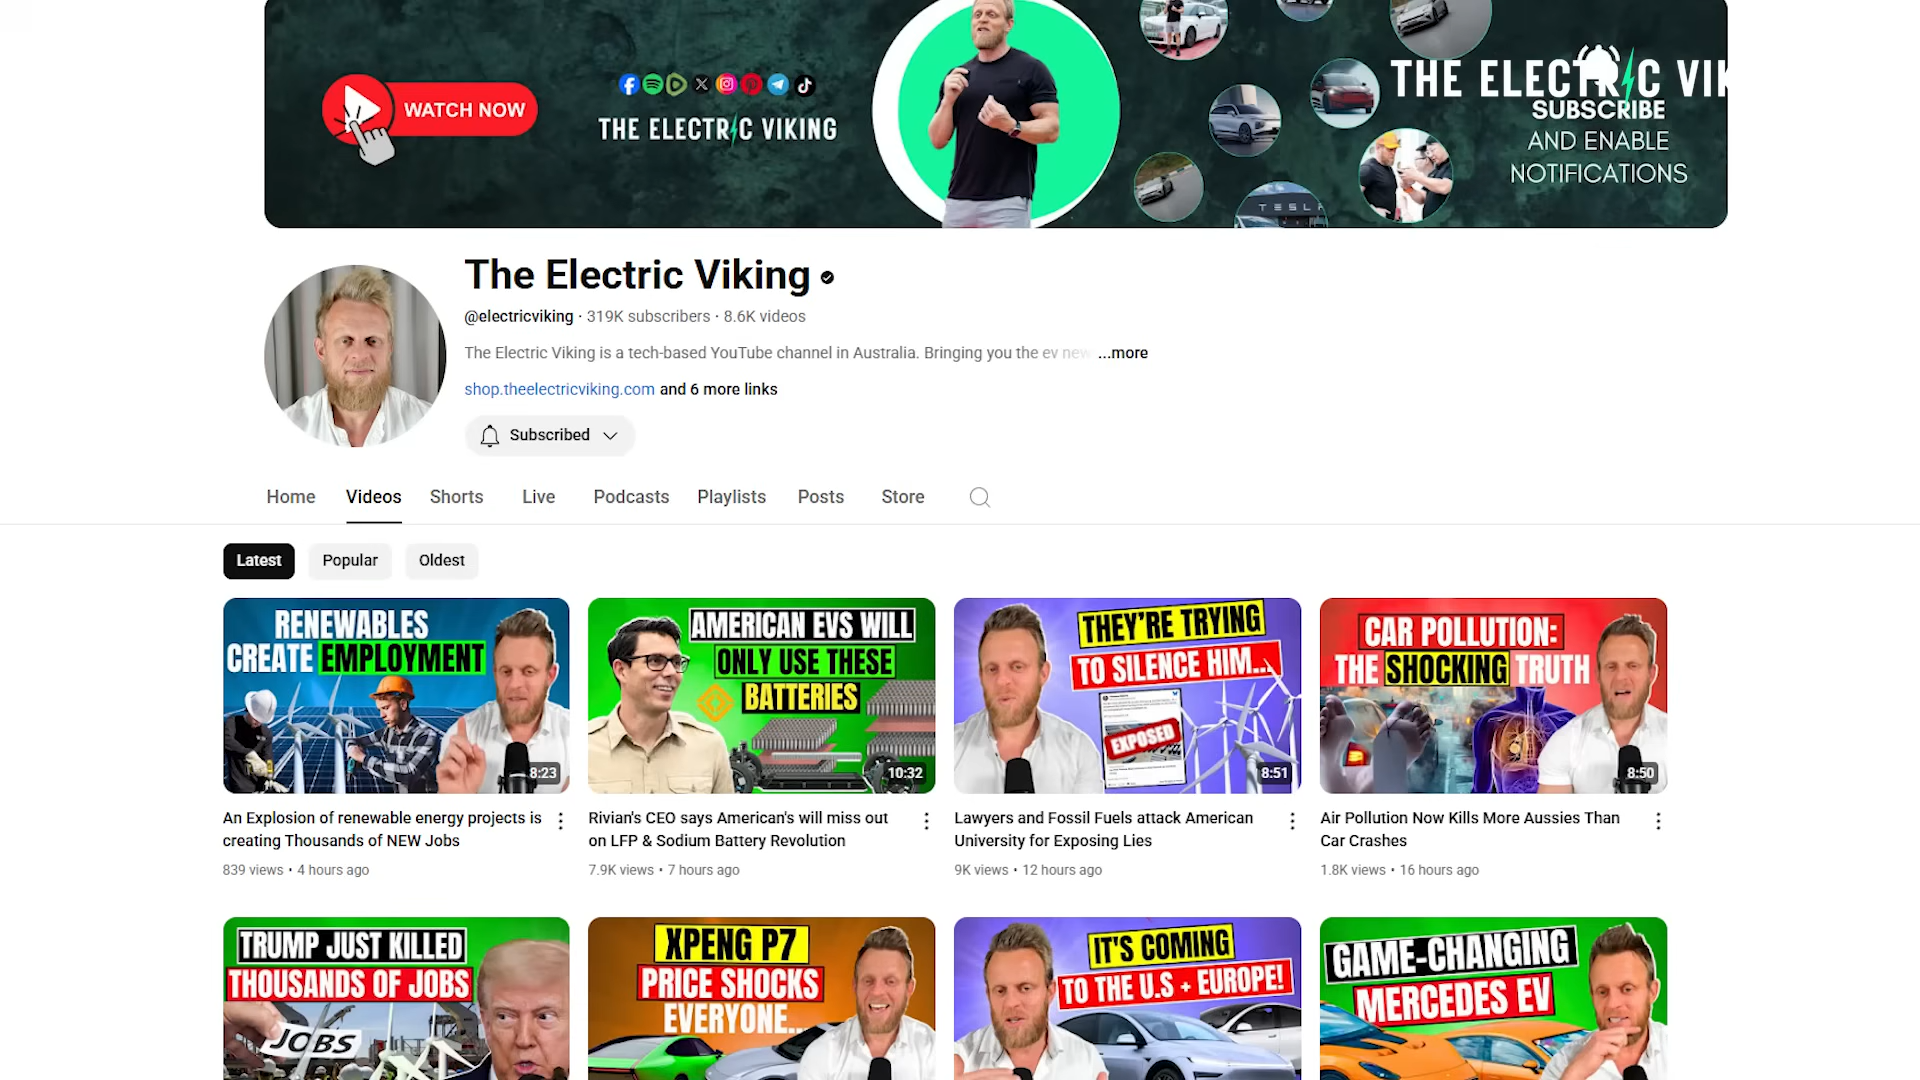 WATCH NOW
THE ELECTRIC VIKING
TESL
THE ELECTRIC VIK
SUBSCRIBE
AND ENABLE
NOTIFICATIONS
The Electric Viking
@electricviking · 319K subscribers · 8.6K videos
The Electric Viking is a tech-based YouTube channel in Australia. Bringing you the ev new ...more
shop.theelectricviking.com and 6 more links
Subscribed
Home Videos Shorts Live Podcasts Playlists Posts Store
Latest Popular Oldest
RENEWABLES
CREATE EMPLOYMENT
8:23
AMERICAN EVS WILL
ONLY USE THESE
BATTERIES
10:32
THEY'RE TRYING
TO SILENCE HIM...
EXPOSED
8:51
CAR POLLUTION:
THE SHOCKING TRUTH
8:50
An Explosion of renewable energy projects is
creating Thousands of NEW Jobs
839 views • 4 hours ago
Rivian's CEO says American's will miss out
on LFP & Sodium Battery Revolution
7.9K views • 7 hours ago
Lawyers and Fossil Fuels attack American
University for Exposing Lies
9K views • 12 hours ago
Air Pollution Now Kills More Aussies Than
Car Crashes
1.8K views • 16 hours ago
TRUMP JUST KILLED
THOUSANDS OF JOBS
JOBS
XPENG P7
PRICE SHOCKS
EVERYONE...
IT'S COMING
TO THE U.S + EUROPE!
GAME-CHANGING
MERCEDES EV